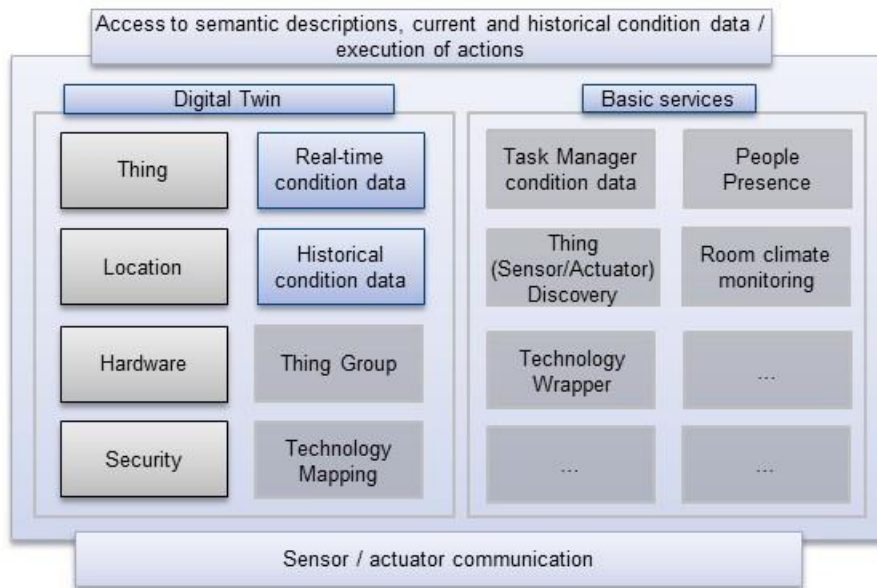 Access to semantic descriptions, current and historical condition data /
execution of actions
Digital Twin
Basic services
Thing
Real-time
condition data
Task Manager
condition data
People
Presence
Location
Historical
condition data
Thing
(Sensor/Actuator)
Discovery
Room climate
monitoring
Hardware
Thing Group
Technology
Wrapper
...
Security
Technology
Mapping
...
...
Sensor / actuator communication